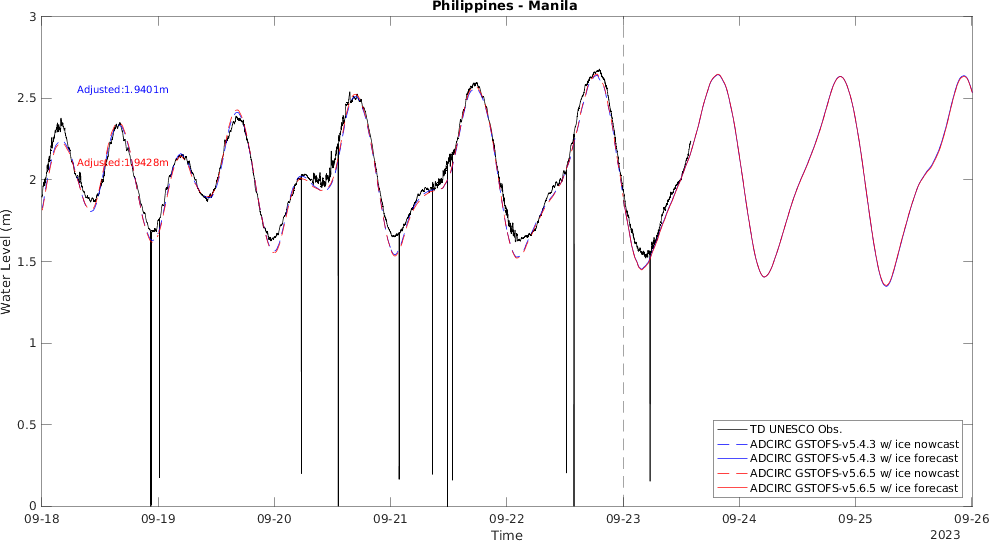 Philippines - Manila
3
2.5
2
1.5
1
0.5
0
Water Level (m)
Adjusted:1.9401m
Adjusted:1.9428m
TD UNESCO Obs.
ADCIRC GSTOFS-v5.4.3 w/ ice nowcast
ADCIRC GSTOFS-v5.4.3 w/ ice forecast
ADCIRC GSTOFS-v5.6.5 w/ ice nowcast
ADCIRC GSTOFS-v5.6.5 w/ ice forecast
09-18 09-19 09-20 09-21 09-22 09-23 09-24 09-25 09-26
Time
2023